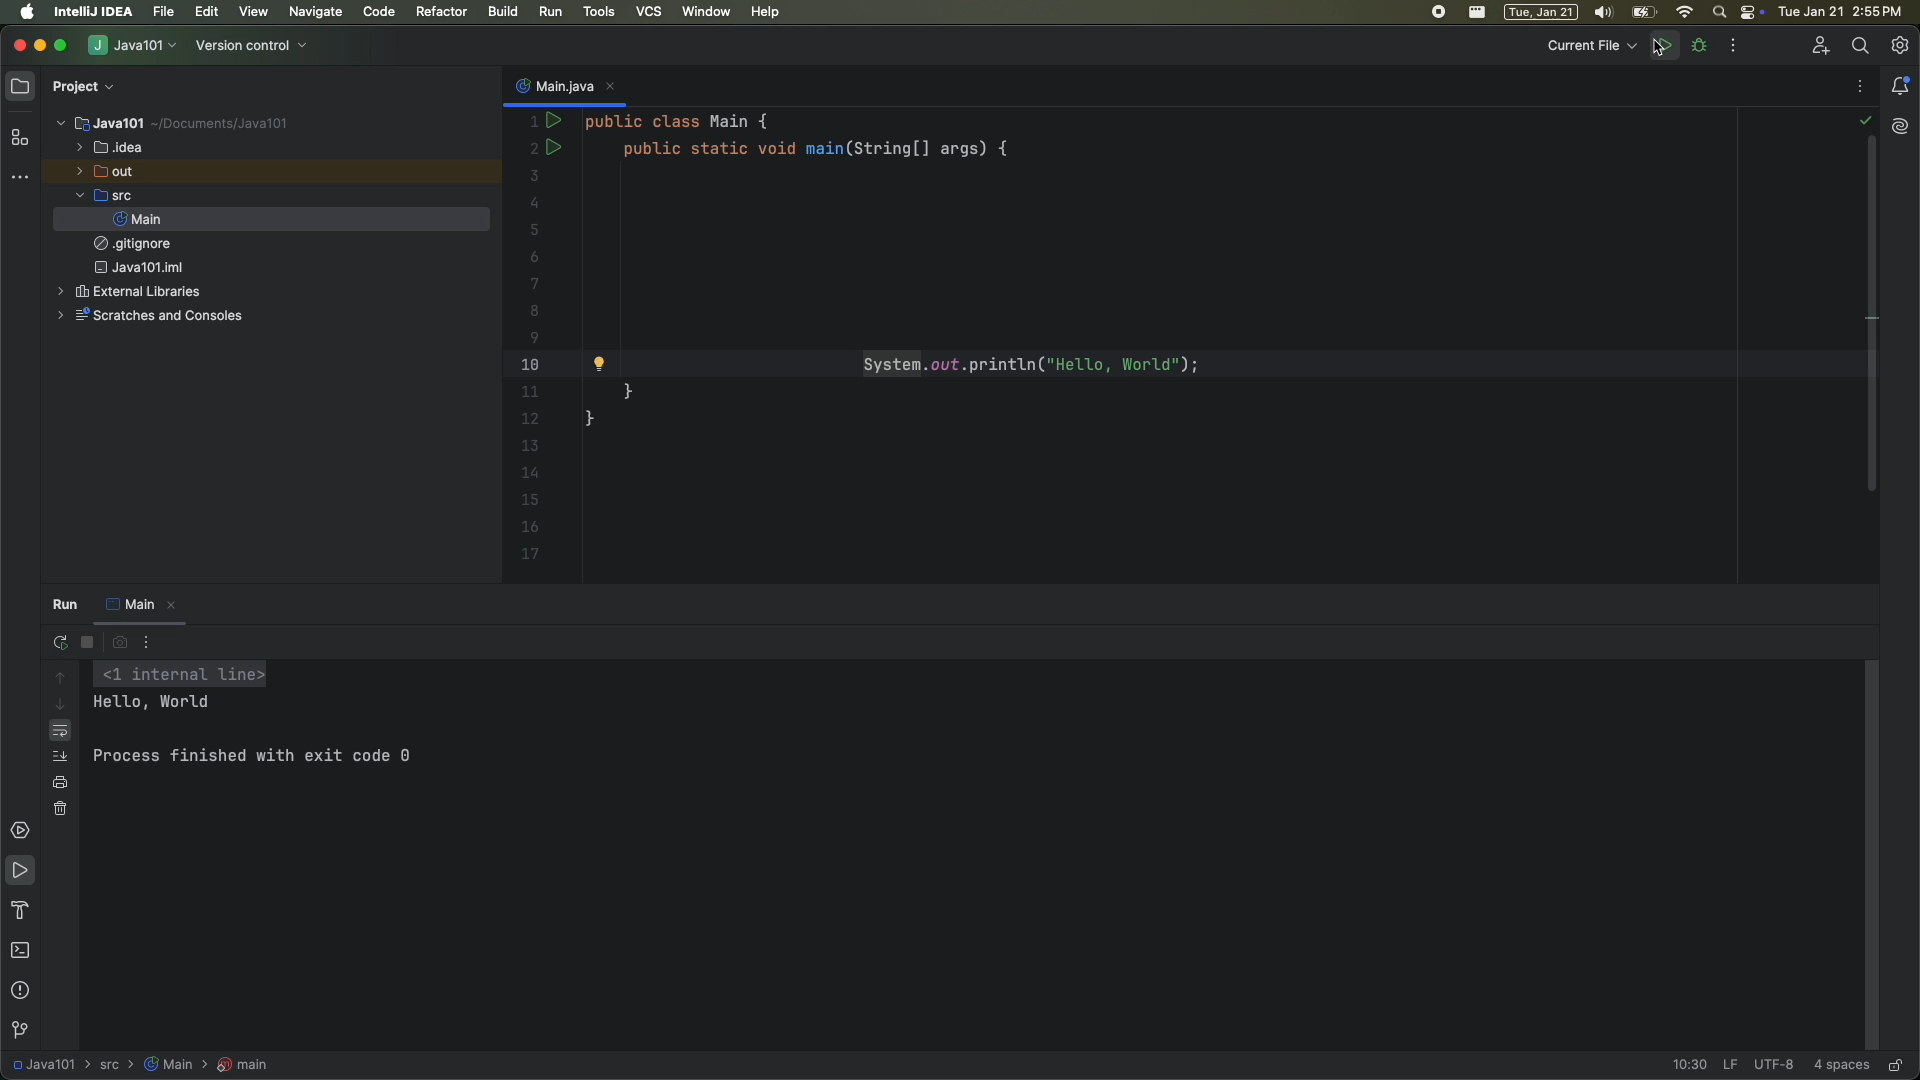 IntelliJ IDEA File Edit View Navigate Code Refactor Build Run Tools VCS Window Help Tue, Jan 21 Tue Jan 21 2:55 PM
J Java101 Version control Current File
Project
Main.java
Java101 ~/Documents/Java101
.idea
out
src
Main
.gitignore
Java101.iml
External Libraries
Scratches and Consoles
1 public class Main {
2 public static void main(String[] args) {
3
4
5
6
7
8
9
10 System.out.println("Hello, World");
11 }
12 }
13
14
15
16
17
Run Main
<1 internal line>
Hello, World
Process finished with exit code 0
Java101 > src > Main > main 10:30 LF UTF-8 4 spaces